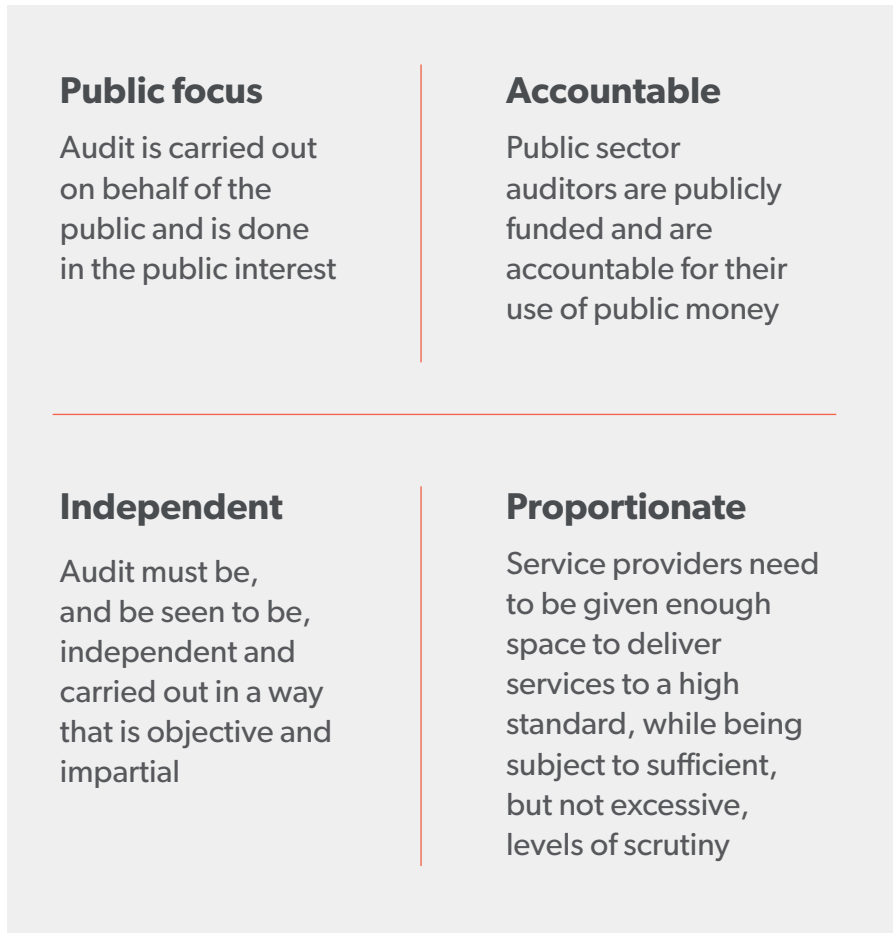 Public focus
Audit is carried out
on behalf of the
public and is done
in the public interest
Accountable
Public sector
auditors are publicly
funded and are
accountable for their
use of public money
Independent
Audit must be,
and be seen to be,
independent and
carried out in a way
that is objective and
impartial
Proportionate
Service providers need
to be given enough
space to deliver
services to a high
standard, while being
subject to sufficient,
but not excessive,
levels of scrutiny